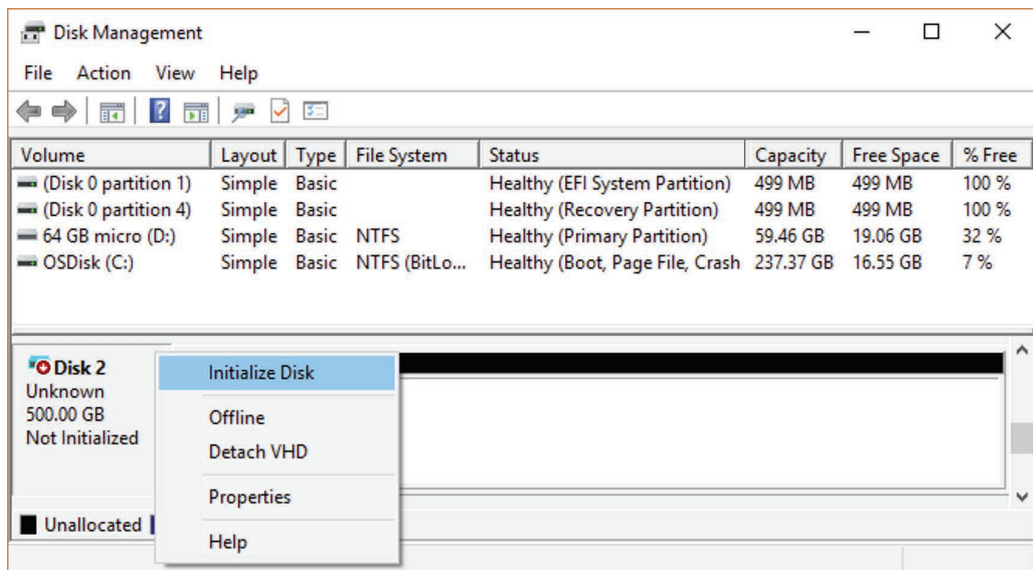 Disk Management
File Action View Help
Volume Layout Type File System Status Capacity Free Space % Free
(Disk 0 partition 1) Simple Basic Healthy (EFI System Partition) 499 MB 499 MB 100 %
(Disk 0 partition 4) Simple Basic Healthy (Recovery Partition) 499 MB 499 MB 100 %
64 GB micro (D:) Simple Basic NTFS Healthy (Primary Partition) 59.46 GB 19.06 GB 32 %
OSDisk (C:) Simple Basic NTFS (BitLo... Healthy (Boot, Page File, Crash 237.37 GB 16.55 GB 7 %
Disk 2
Unknown
500.00 GB
Not Initialized
Initialize Disk
Offline
Detach VHD
Properties
Help
Unallocated